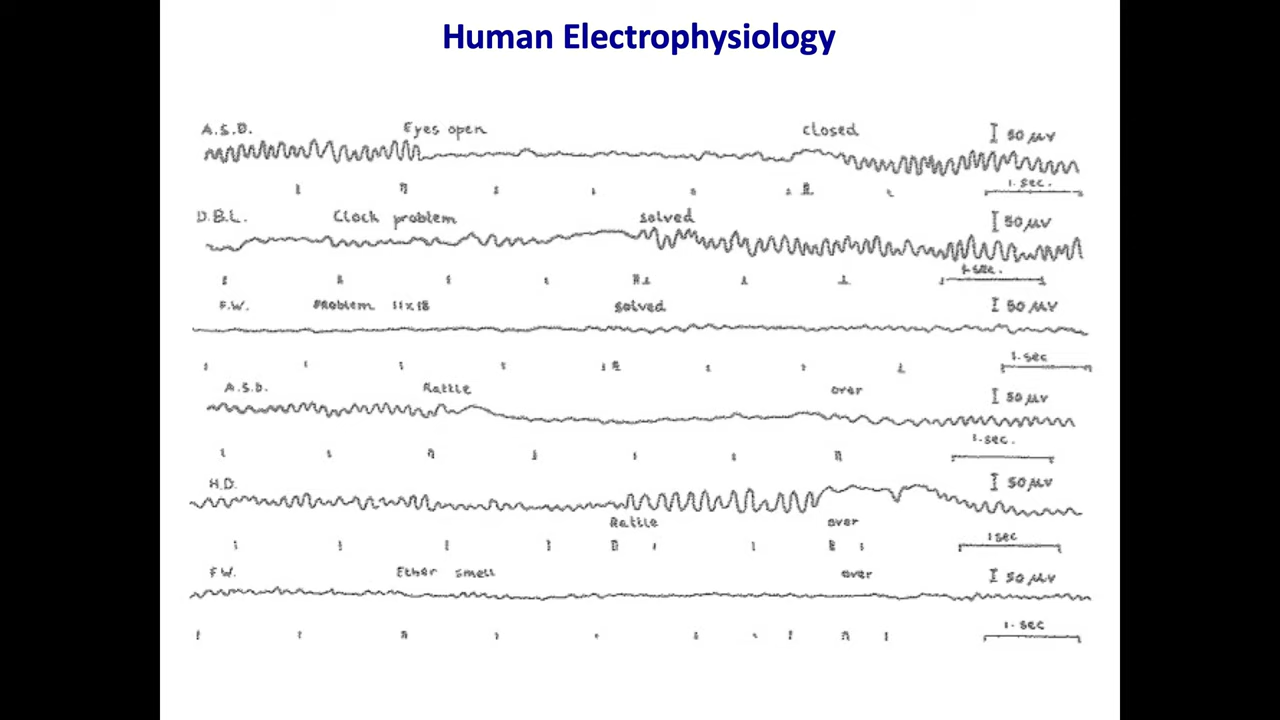 Human Electrophysiology
A.S.D. Eyes open closed 50 μv
1. sec.
D.B.L. Clock problem solved 50 μv
1 sec.
F.W. Problem 11x18 solved 50 μv
1. sec
A.S.D. Rattle over 50 μv
1. sec.
H.D. 50 μv
Rattle over
1 sec
F.W. Ether smell over 50 μv
1. sec